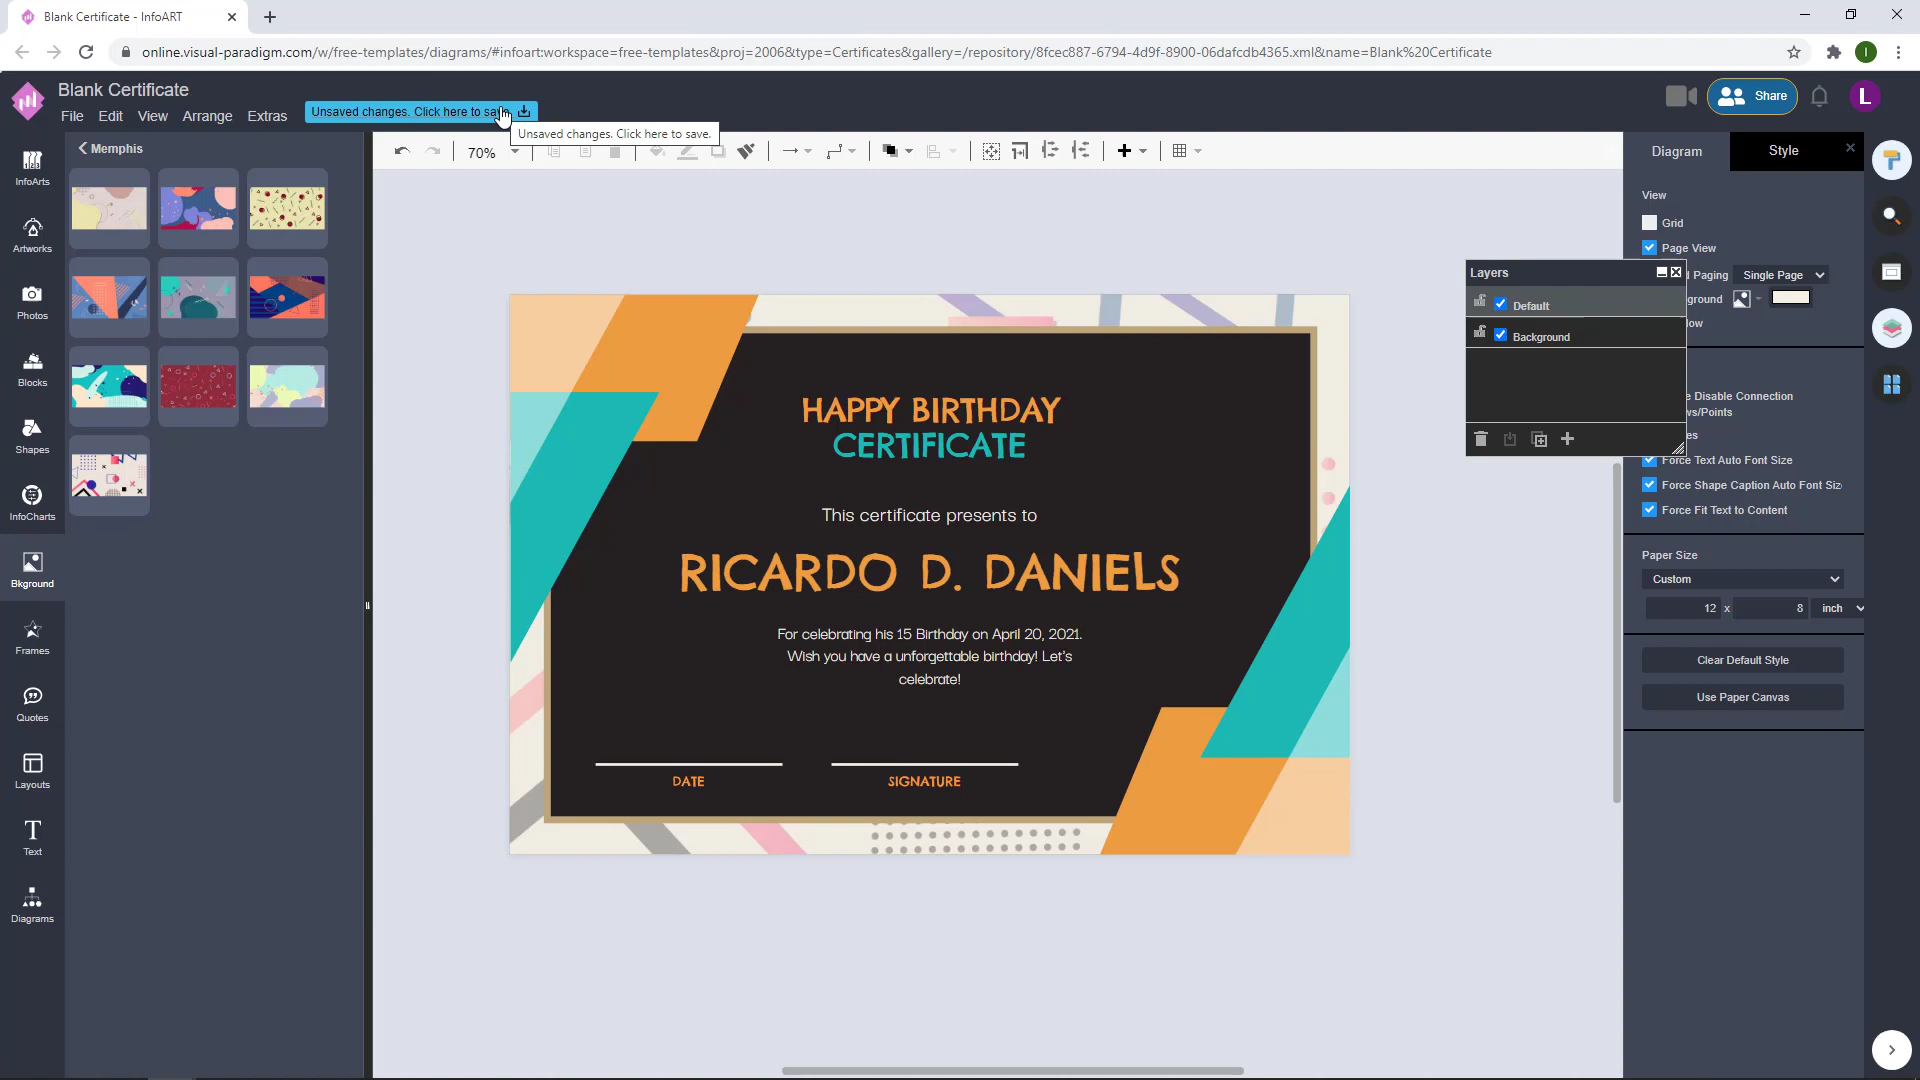 Blank Certificate - InfoART
online.visual-paradigm.com/w/free-templates/diagrams/#infoart:workspace=free-templates&proj=2006&type=Certificates&gallery=/repository/8fcec887-6794-4d9f-8900-06dafcdb4365.xml&name=Blank%20Certificate
I
Blank Certificate
File Edit View Arrange Extras
Unsaved changes. Click here to save.
Share
L
Unsaved changes. Click here to save.
Memphis
70%
Diagram
Style
InfoArts
Artworks
Photos
Blocks
Shapes
InfoCharts
Bkground
Frames
Quotes
Layouts
Text
Diagrams
HAPPY BIRTHDAY
CERTIFICATE
This certificate presents to
RICARDO D. DANIELS
For celebrating his 15 Birthday on April 20, 2021.
Wish you have a unforgettable birthday! Let's
celebrate!
DATE
SIGNATURE
View
Grid
Page View
Paging
Single Page
Layers
Default
Background
Disable Connection
Force Text Auto Font Size
Force Shape Caption Auto Font Siz
Force Fit Text to Content
Paper Size
Custom
12 x 8 inch
Clear Default Style
Use Paper Canvas